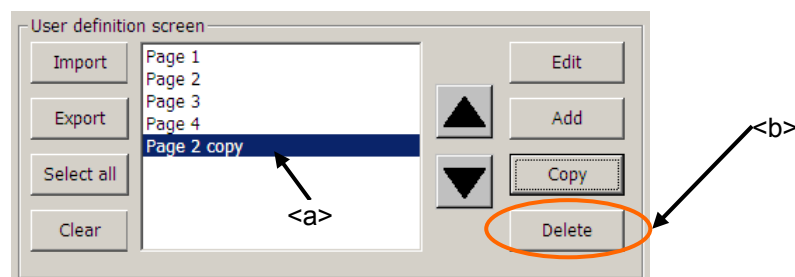 User definition screen
Import
Export
Select all
Clear
Page 1
Page 2
Page 3
Page 4
Page 2 copy
<a>
Edit
Add
Copy
Delete
<b>